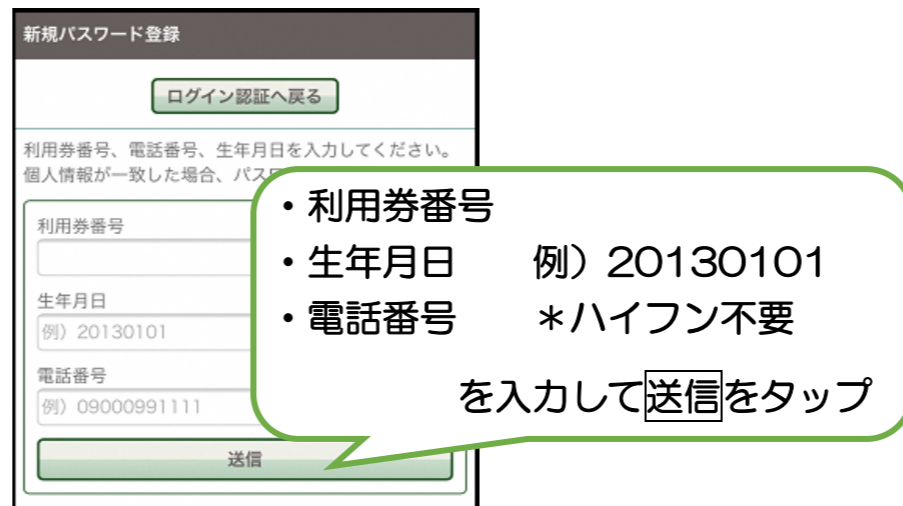 新規パスワード登録
ログイン認証へ戻る
利用券番号、電話番号、生年月日を入力してください。
個人情報が一致した場合、パス
利用券番号
生年月日
例）20130101
電話番号
例）09000991111
送信
・利用券番号
・生年月日　　例）20130101
・電話番号　　＊ハイフン不要
を入力して送信をタップ